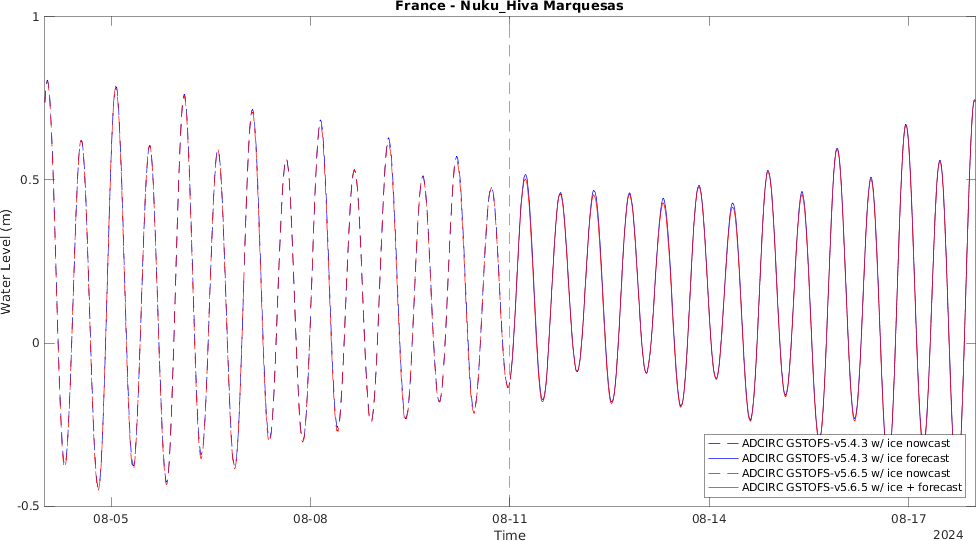 France - Nuku_Hiva Marquesas
Water Level (m)
1
0.5
0
-0.5
08-05
08-08
08-11
08-14
08-17
Time
2024
ADCIRC GSTOFS-v5.4.3 w/ ice nowcast
ADCIRC GSTOFS-v5.4.3 w/ ice forecast
ADCIRC GSTOFS-v5.6.5 w/ ice nowcast
ADCIRC GSTOFS-v5.6.5 w/ ice + forecast